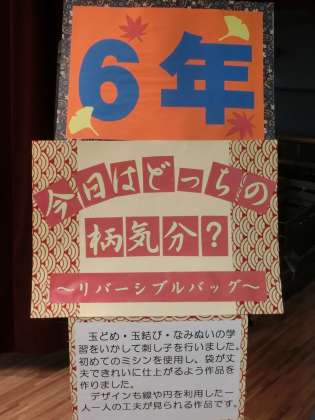 6年
今日はどっちの
柄気分?
~リバーシブルバッグ~
玉どめ・玉結び・なみぬいの学
習をいかして刺し子を行いました。
初めてのミシンを使用し、袋が丈
夫できれいに仕上がるよう作品を
作りました。
デザインも線や円を利用した一
人一人の工夫が見られる作品です。